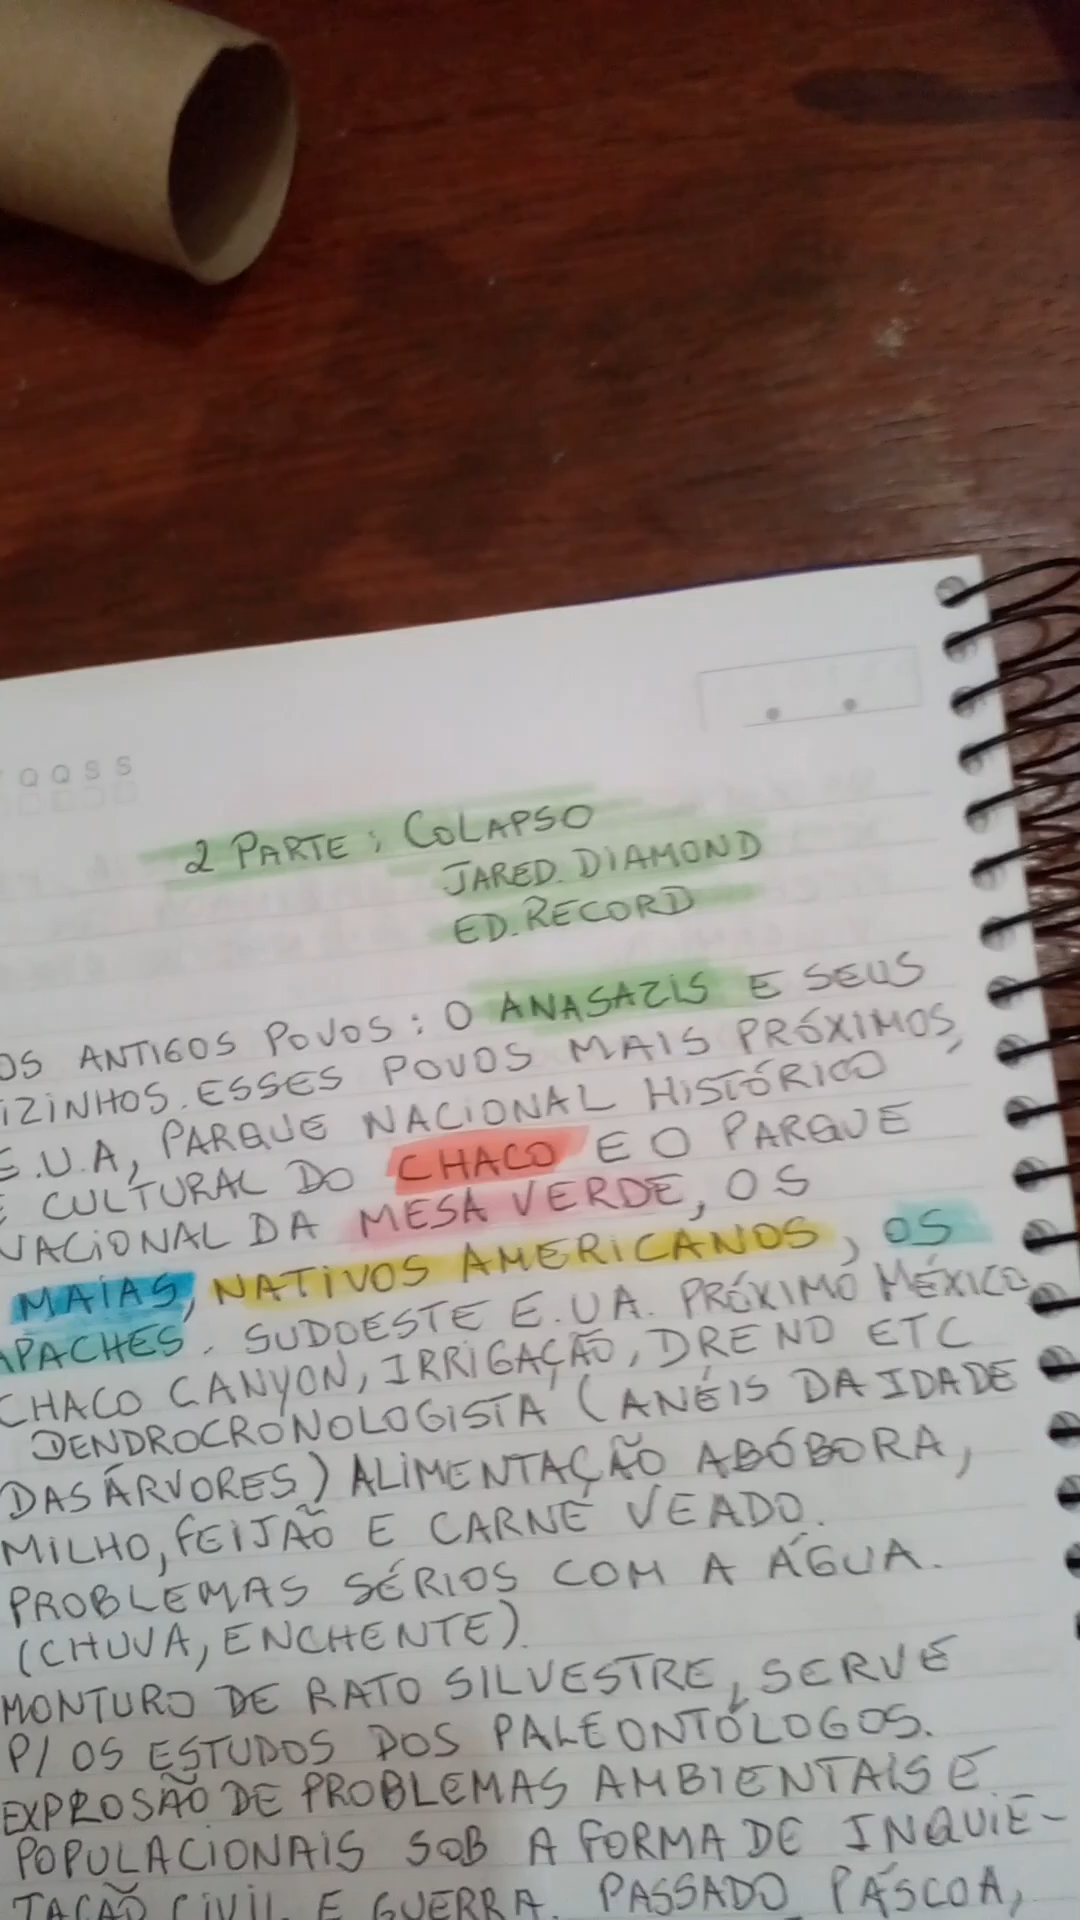 Q Q S S
2 PARTE: COLAPSO
JARED. DIAMOND
ED. RECORD
OS ANTIGOS POVOS: O ANASAZIS E SEUS
IZINHOS. ESSES POVOS MAIS PRÓXIMOS,
E.U.A, PARQUE NACIONAL HISTÓRICO
E CULTURAL DO CHACO E O PARQUE
NACIONAL DA MESA VERDE, OS
MAIAS, NATIVOS AMERICANOS, OS
APACHES. SUDOESTE E.UA. PRÓXIMO MÉXICO
CHACO CANYON, IRRIGAÇÃO, DRENO ETC
DENDROCRONOLOGISTA (ANÉIS DA IDADE
DAS ÁRVORES) ALIMENTAÇÃO ABÓBORA,
MILHO, FEIJÃO E CARNE VEADO.
PROBLEMAS SÉRIOS COM A ÁGUA.
(CHUVA, ENCHENTE).
MONTURO DE RATO SILVESTRE, SERVE
P/ OS ESTUDOS DOS PALEONTÓLOGOS.
EXPROSÃO DE PROBLEMAS AMBIENTAIS E
POPULACIONAIS SOB A FORMA DE INQUIE-
TAÇÃO CIVIL E GUERRA. PASSADO PÁSCOA,